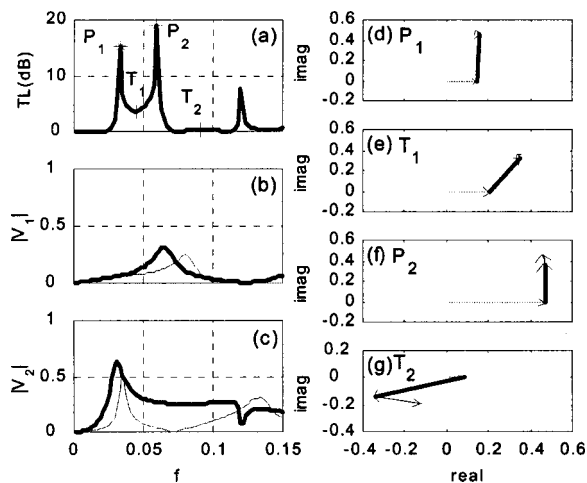 (a)
TL(dB)
20
10
0
P1
P2
T1
T2
(b)
|V1|
1
0.5
0
(c)
|V2|
1
0.5
0
0 0.05 0.10 0.15
f
(d) P1
imag
0.6
0.4
0.2
0
-0.2
(e) T1
imag
0.6
0.4
0.2
0
-0.2
(f) P2
imag
0.6
0.4
0.2
0
-0.2
(g) T2
imag
0.2
0
-0.2
-0.4
-0.4 -0.2 0 0.2 0.4 0.6
real